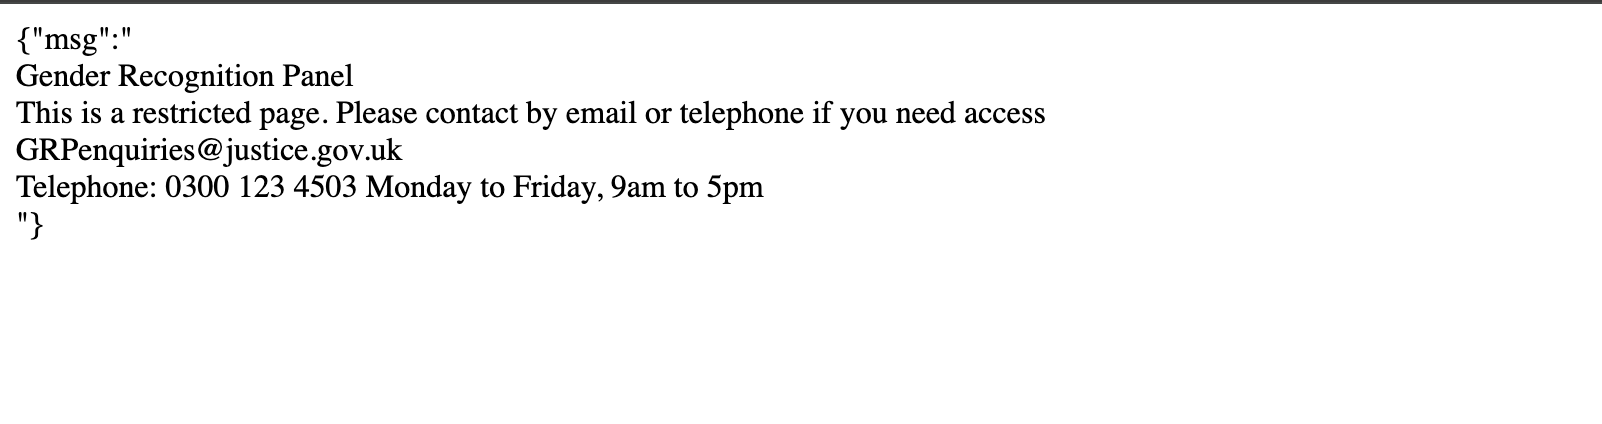 {"msg":"
Gender Recognition Panel
This is a restricted page. Please contact by email or telephone if you need access
GRPenquiries@justice.gov.uk
Telephone: 0300 123 4503 Monday to Friday, 9am to 5pm
"}